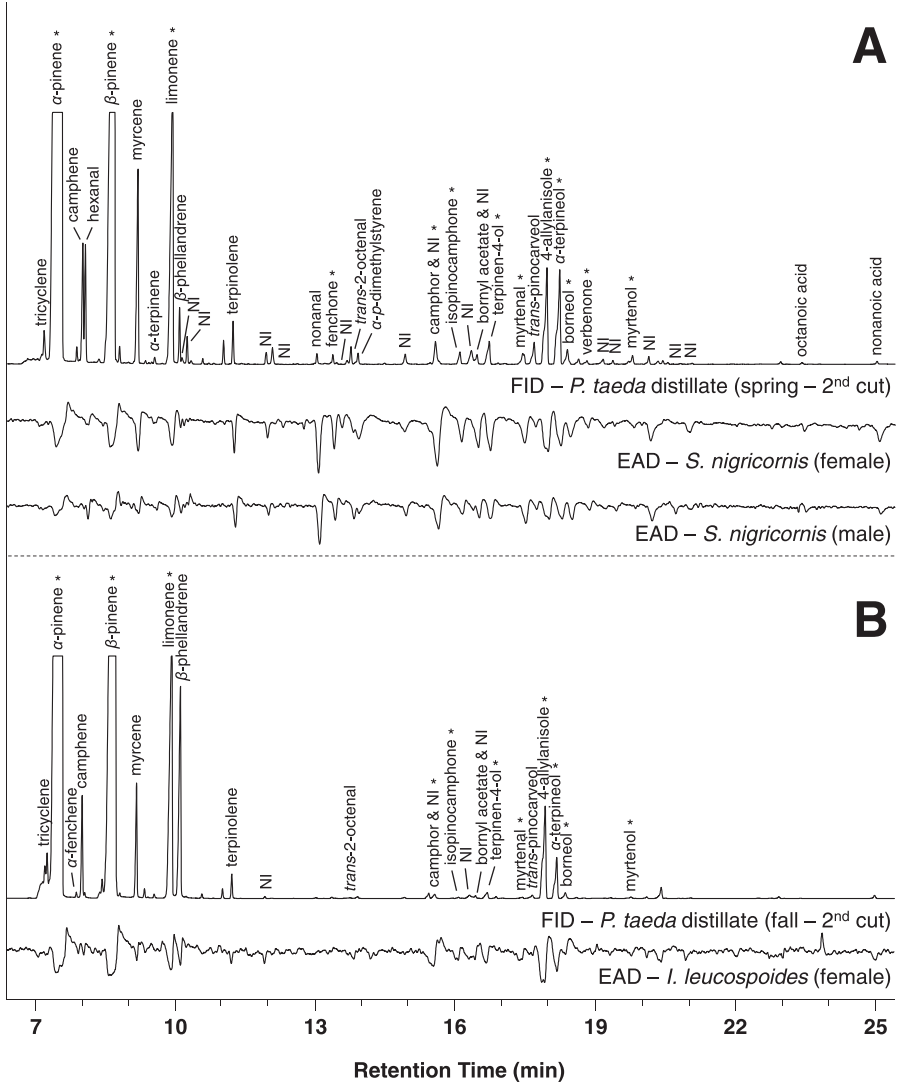 A
α-pinene *
β-pinene *
limonene *
myrcene
camphene
hexanal
tricyclene
α-terpinene
β-phellandrene
NI
NI
terpinolene
NI
NI
nonanal
fenchone *
NI
trans-2-octenal
α-p-dimethylstyrene
NI
camphor & NI *
isopinocamphone *
NI
bornyl acetate & NI
terpinen-4-ol *
myrtenal *
trans-pinocarveol
4-allylanisole *
α-terpineol *
borneol *
verbenone *
NI
NI
myrtenol *
NI
NI
NI
octanoic acid
nonanoic acid
FID – P. taeda distillate (spring – 2nd cut)
EAD – S. nigricornis (female)
EAD – S. nigricornis (male)
B
α-pinene *
β-pinene *
limonene *
β-phellandrene
tricyclene
α-fenchene
camphene
myrcene
terpinolene
NI
trans-2-octenal
camphor & NI *
isopinocamphone *
NI
bornyl acetate & NI
terpinen-4-ol *
myrtenal *
trans-pinocarveol
4-allylanisole *
α-terpineol *
borneol *
myrtenol *
FID – P. taeda distillate (fall – 2nd cut)
EAD – I. leucospoides (female)
7 10 13 16 19 22 25
Retention Time (min)